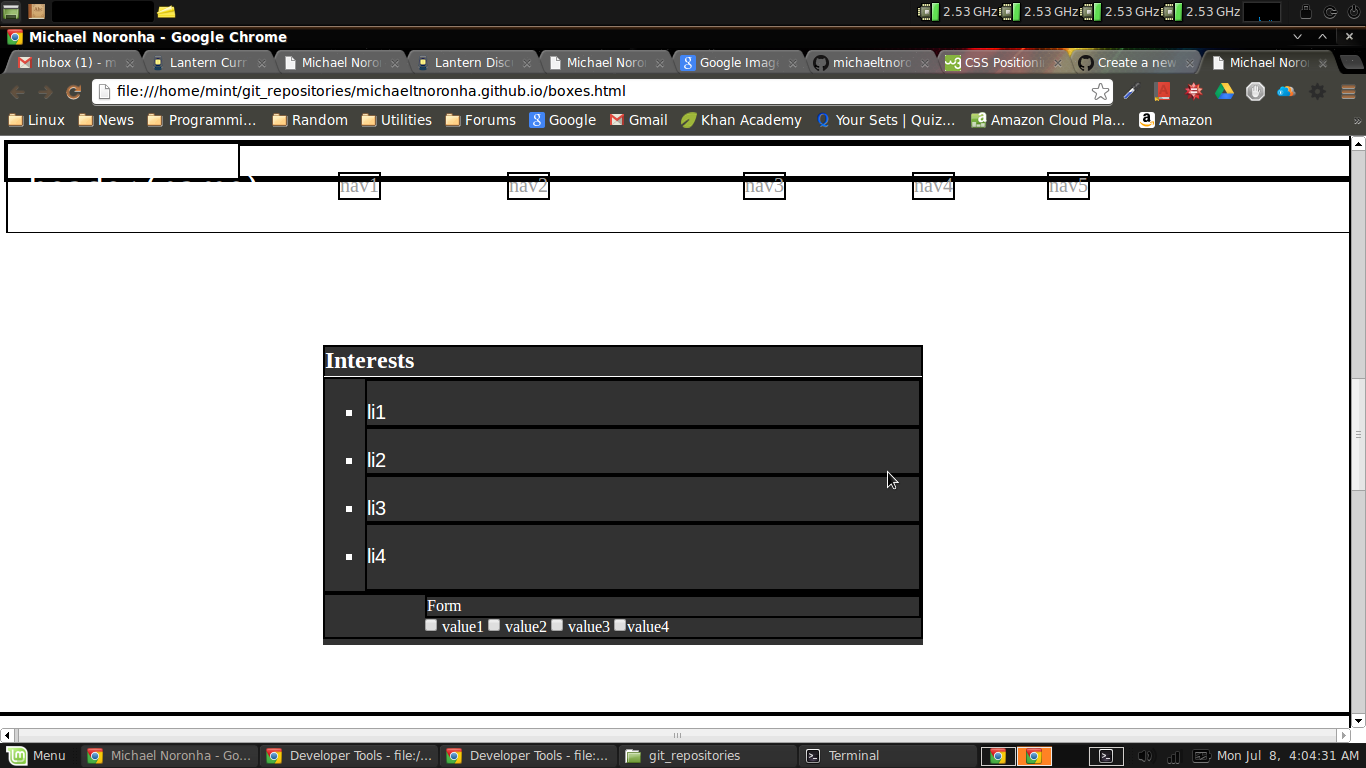 2.53 GHz 2.53 GHz 2.53 GHz 2.53 GHz
Michael Noronha - Google Chrome
Inbox (1) - m Lantern Curr Michael Noro Lantern Disc Michael Noro Google Imag michaeltnoro CSS Positioni Create a new Michael Noro
file:///home/mint/git_repositories/michaeltnoronha.github.io/boxes.html
Linux News Programmi... Random Utilities Forums Google Gmail Khan Academy Your Sets | Quiz... Amazon Cloud Pla... Amazon
nav1 nav2 nav3 nav4 nav5
Interests
li1
li2
li3
li4
Form
value1 value2 value3 value4
Menu Michael Noronha - Go... Developer Tools - file:/... Developer Tools - file:... git_repositories Terminal Mon Jul 8, 4:04:31 AM